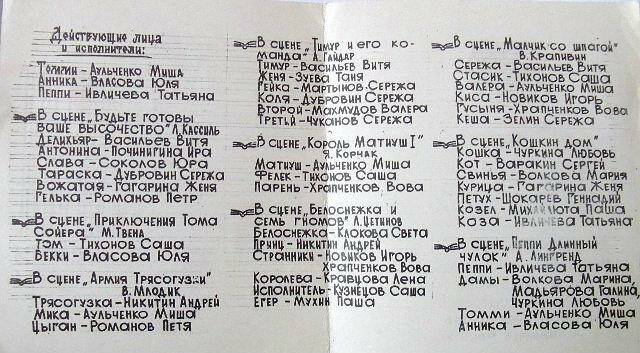 Действующие лица
и исполнители:
Томми – Аульченко Миша
Анника – Власова Юля
Пеппи – Ивличева Татьяна
В сцене „Будьте готовы
ваше высочество" Л. Кассиль
Делихьяр – Васильев Витя
Антонина – Починчина Ира
Слава – Соколов Юра
Тараска – Дубровин Сережа
Вожатая – Гагарина Женя
Гелька – Романов Петр
В сцене „Приключения Тома
Сойера" М. Твена
Том – Тихонов Саша
Бекки – Власова Юля
В сцене „Армия Трясогузки"
В. Млодик
Трясогузка – Никитин Андрей
Мика – Аульченко Миша
Цыган – Романов Петя
В сцене „Тимур и его ко-
манда" А. Гайдар
Тимур – Васильев Витя
Женя – Зуева Таня
Гейка – Мартынов Сережа
Коля – Дубровин Сережа
Второй – Махмудов Валера
Третьй – Чуканов Сережа
В сцене „Король Матиуш I"
Я. Корчак
Матиуш – Аульченко Миша
Фелек – Тихонов Саша
Парень – Храпченков Вова
В сцене „Белоснежка и
семь гномов" Л. Цетинов
Белоснежка – Клокова Света
Принц – Никитин Андрей
Странники – Новиков Игорь
Храпченков Вова
Королева – Кравцова Лена
Исполнитель – Кузнецов Саша
Егер – Мухин Паша
В сцене „Малчик со шпагой"
В. Крапивин
Сережа – Васильев Витя
Стасик – Тихонов Саша
Валера – Аульченко Миша
Кисса – Новиков Игорь
Гусыня – Храпченков Вова
Кеша – Зелин Сережа
В сцене „Кошкин дом"
Кошка – Чуркина Любовь
Кот – Варакин Сергей
Свинья – Волкова Мария
Курица – Гагарина Женя
Петух – Шокарев Геннадий
Козел – Михайлюта Паша
Коза – Ивличева Татьяна
В сцене „Пеппи Длинный
чулок" А. Лингренд
Пеппи – Ивличева Татьяна
Дамы – Волкова Марина,
Мадьярова Галина,
Чуркина Любовь
Томми – Аульченко Миша
Анника – Власова Юля